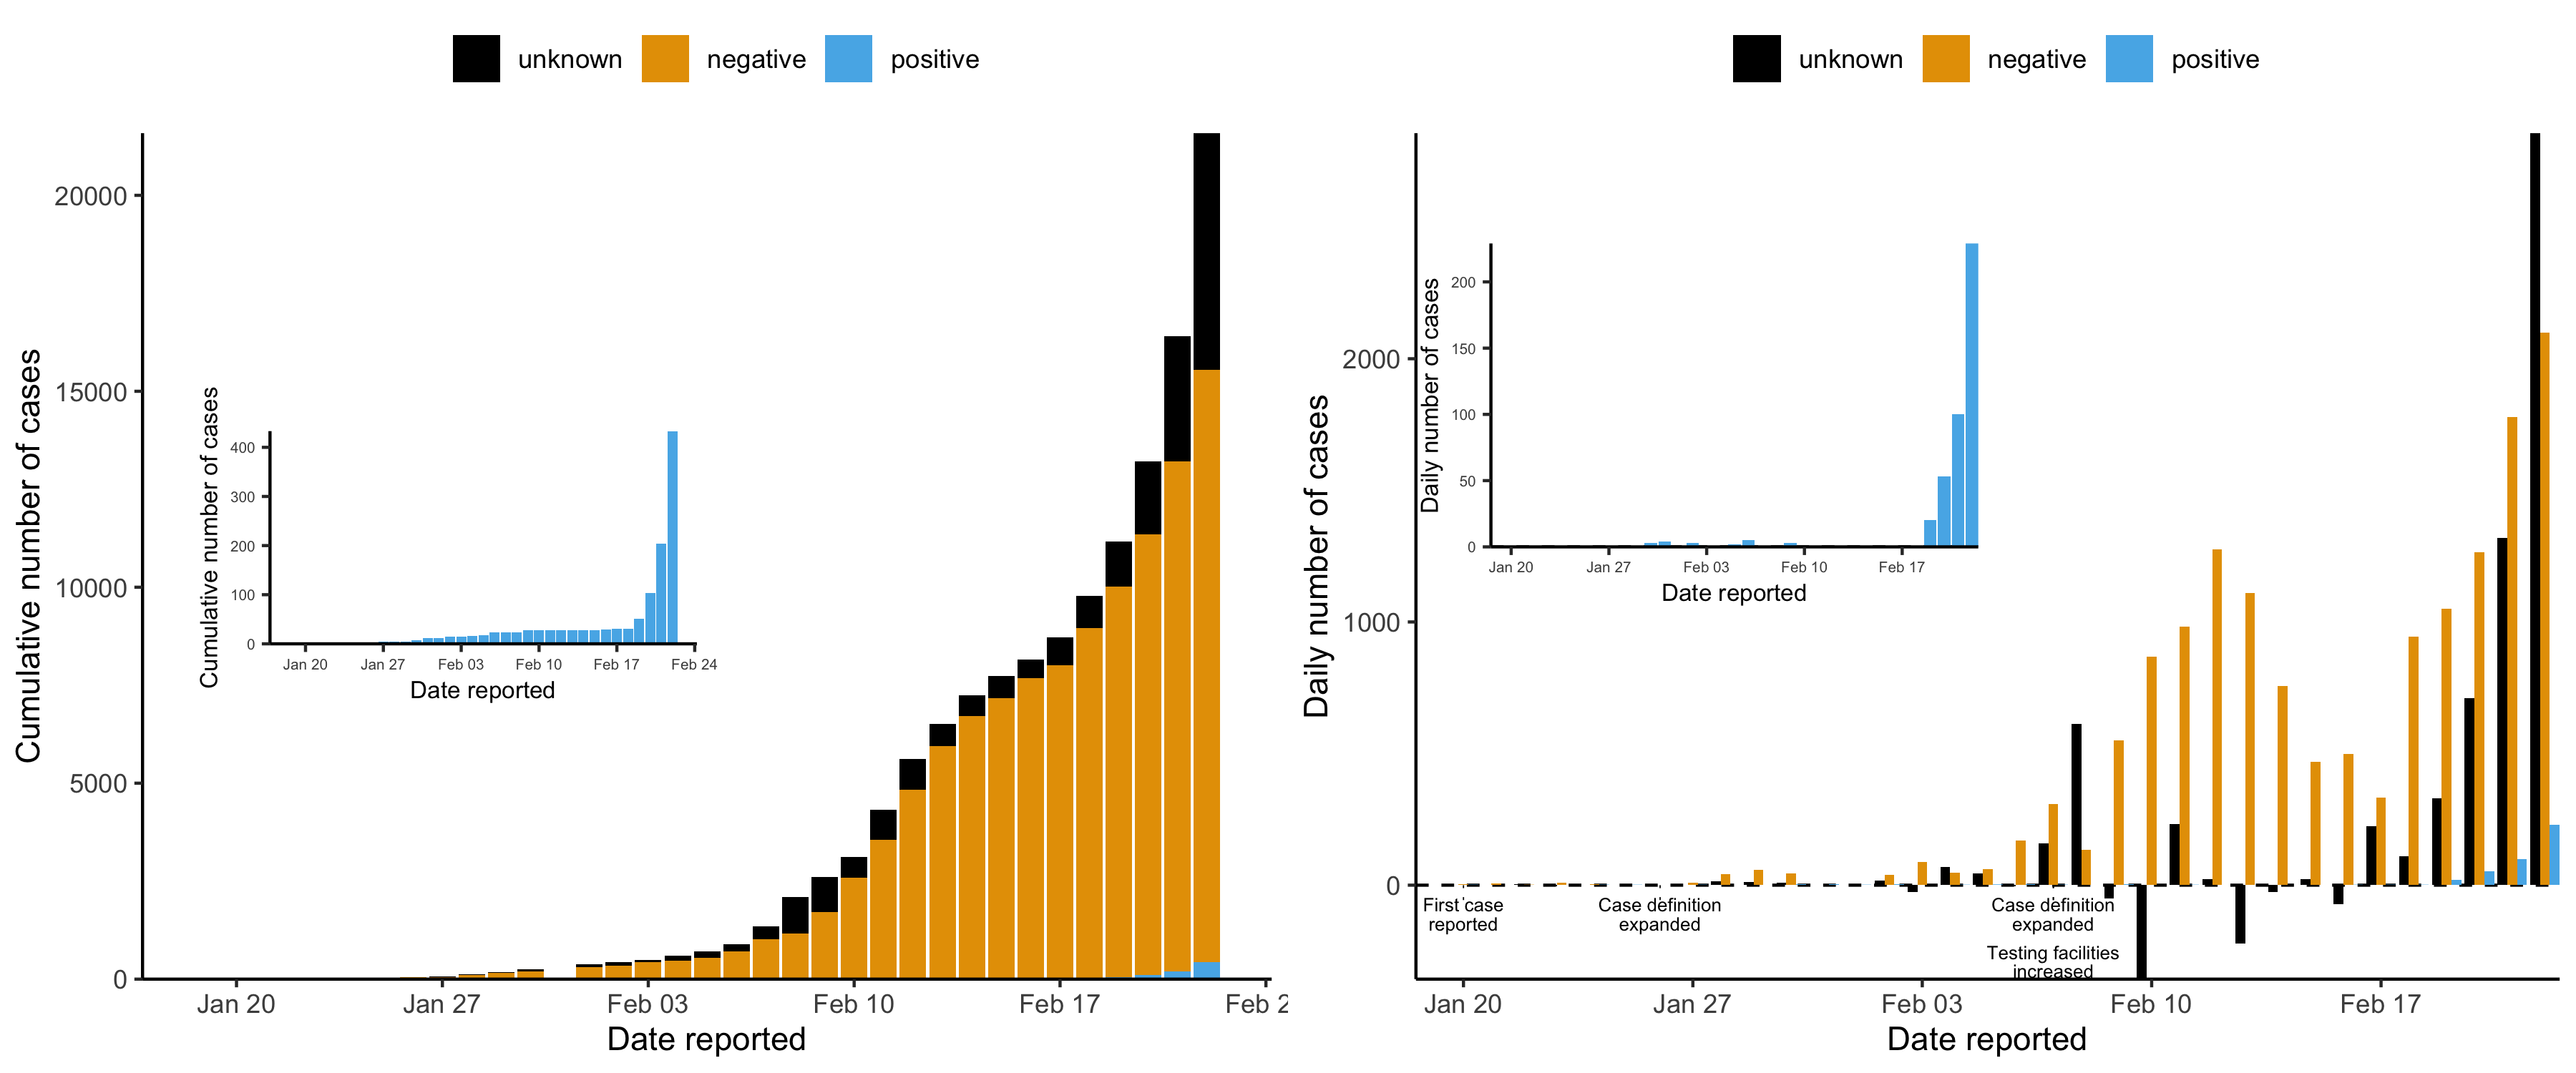 unknown negative positive
20000
15000
10000
5000
0
Cumulative number of cases
Jan 20 Jan 27 Feb 03 Feb 10 Feb 17 Feb 2
Date reported
400
300
200
100
0
Cumulative number of cases
Jan 20 Jan 27 Feb 03 Feb 10 Feb 17 Feb 24
Date reported
unknown negative positive
2000
1000
0
Daily number of cases
First case
reported
Case definition
expanded
Case definition
expanded
Testing facilities
increased
Jan 20 Jan 27 Feb 03 Feb 10 Feb 17
Date reported
200
150
100
50
0
Daily number of cases
Jan 20 Jan 27 Feb 03 Feb 10 Feb 17
Date reported